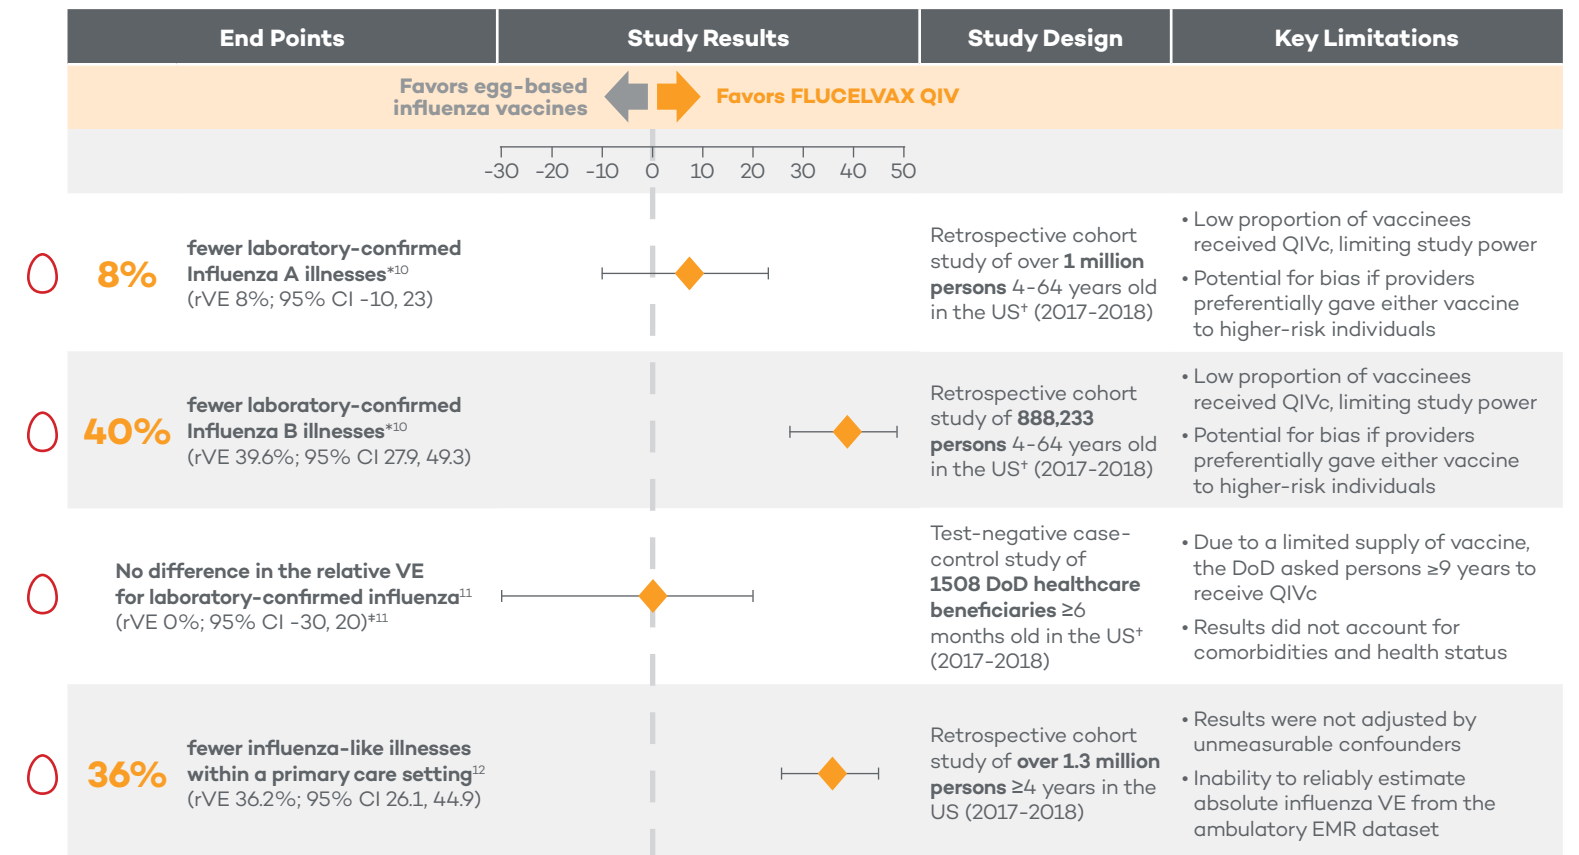 End Points
Study Results
Study Design
Key Limitations
Favors egg-based
influenza vaccines
Favors FLUCELVAX QIV
-30 -20 -10 0 10 20 30 40 50
8%
fewer laboratory-confirmed
Influenza A illnesses*10
(rVE 8%; 95% CI -10, 23)
Retrospective cohort
study of over 1 million
persons 4-64 years old
in the US† (2017-2018)
• Low proportion of vaccinees
received QIVc, limiting study power
• Potential for bias if providers
preferentially gave either vaccine
to higher-risk individuals
40%
fewer laboratory-confirmed
Influenza B illnesses*10
(rVE 39.6%; 95% CI 27.9, 49.3)
Retrospective cohort
study of 888,233
persons 4-64 years old
in the US† (2017-2018)
• Low proportion of vaccinees
received QIVc, limiting study power
• Potential for bias if providers
preferentially gave either vaccine
to higher-risk individuals
No difference in the relative VE
for laboratory-confirmed influenza11
(rVE 0%; 95% CI -30, 20)‡11
Test-negative case-
control study of
1508 DoD healthcare
beneficiaries ≥6
months old in the US†
(2017-2018)
• Due to a limited supply of vaccine,
the DoD asked persons ≥9 years to
receive QIVc
• Results did not account for
comorbidities and health status
36%
fewer influenza-like illnesses
within a primary care setting12
(rVE 36.2%; 95% CI 26.1, 44.9)
Retrospective cohort
study of over 1.3 million
persons ≥4 years in the
US (2017-2018)
• Results were not adjusted by
unmeasurable confounders
• Inability to reliably estimate
absolute influenza VE from the
ambulatory EMR dataset